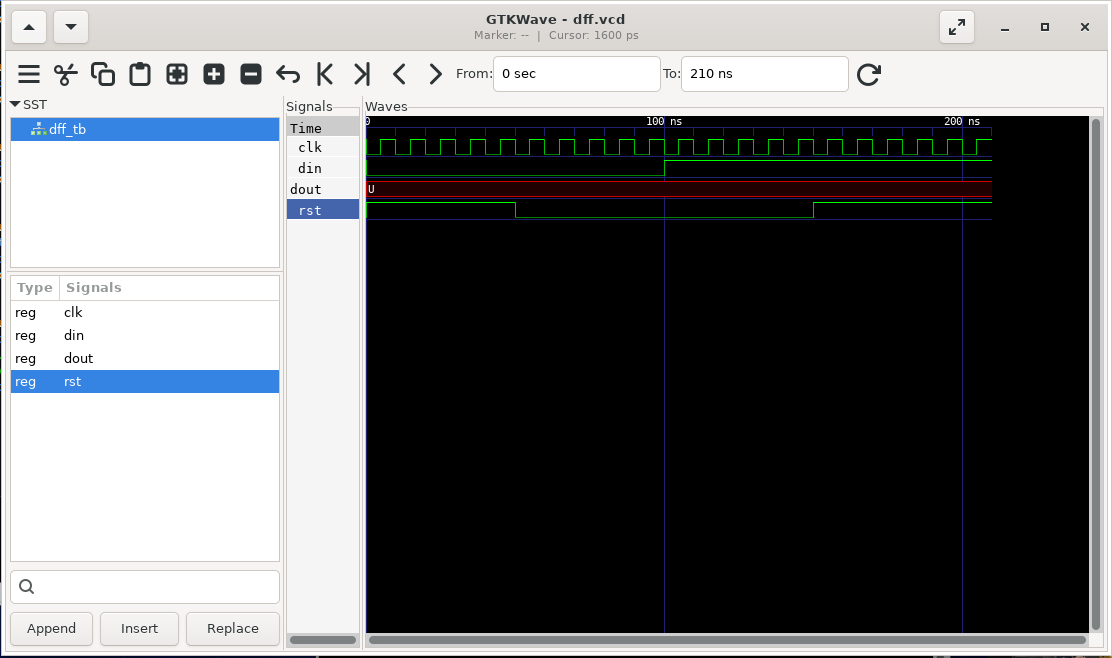 GTKWave - dff.vcd
Marker: -- | Cursor: 1600 ps
From: 0 sec To: 210 ns
SST
dff_tb
Type Signals
reg clk
reg din
reg dout
reg rst
Append Insert Replace
Signals
Time
clk
din
dout
rst
Waves
0 100 ns 200 ns
U